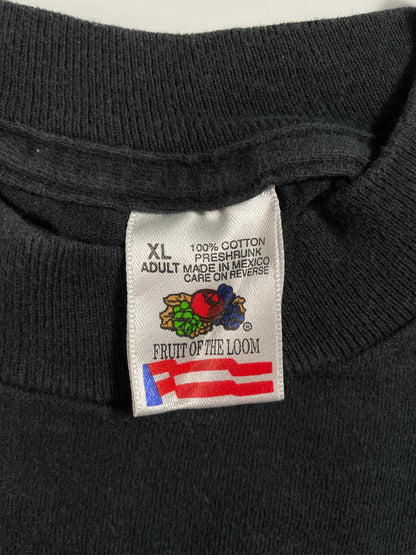 XL
ADULT
100% COTTON
PRESHRUNK
MADE IN MEXICO
CARE ON REVERSE
®
FRUIT OF THE LOOM